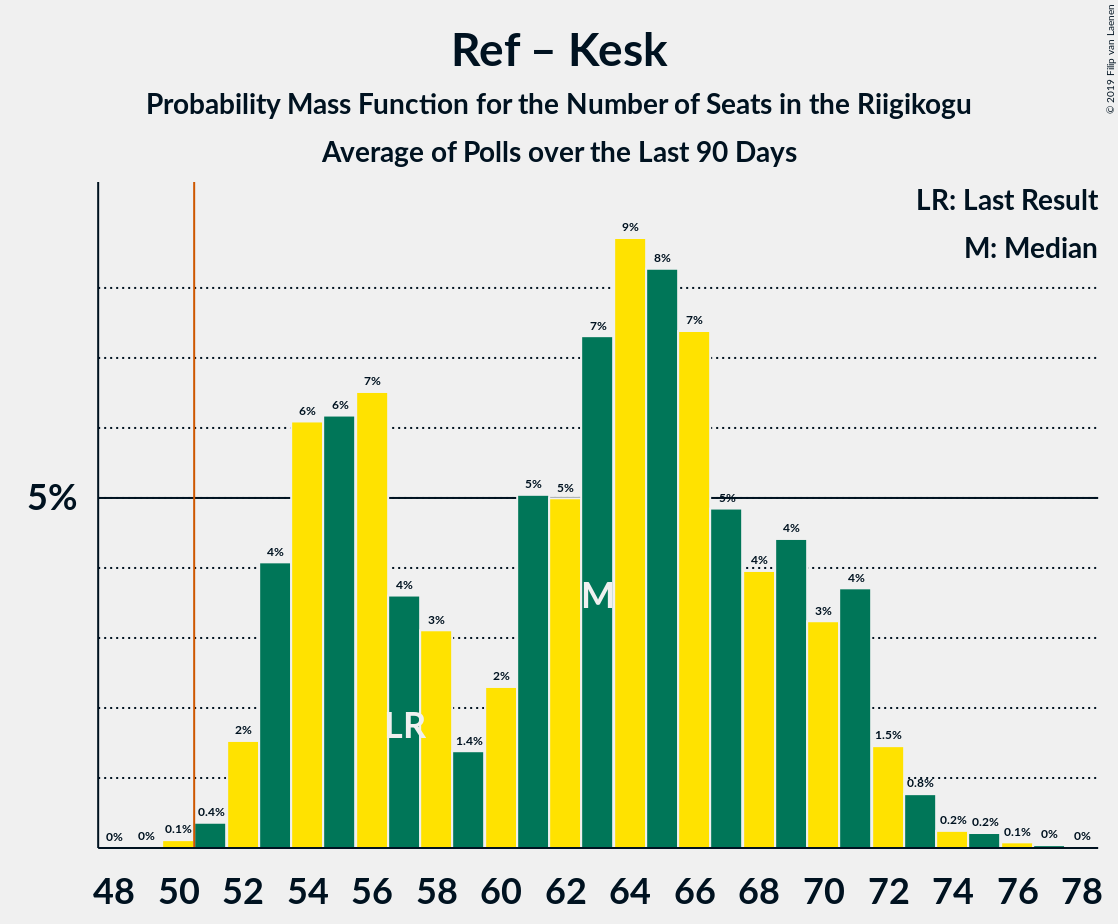 Ref – Kesk
Probability Mass Function for the Number of Seats in the Riigikogu
Average of Polls over the Last 90 Days
© 2019 Filip van Laenen
LR: Last Result
M: Median
5%
0% 0% 0.1% 0.4% 2% 4% 6% 6% 7% 4% 3% 1.4% 2% 5% 5% 7% 9% 8% 7% 5% 4% 4% 3% 4% 1.5% 0.8% 0.2% 0.2% 0.1% 0% 0%
M
LR
48 50 52 54 56 58 60 62 64 66 68 70 72 74 76 78